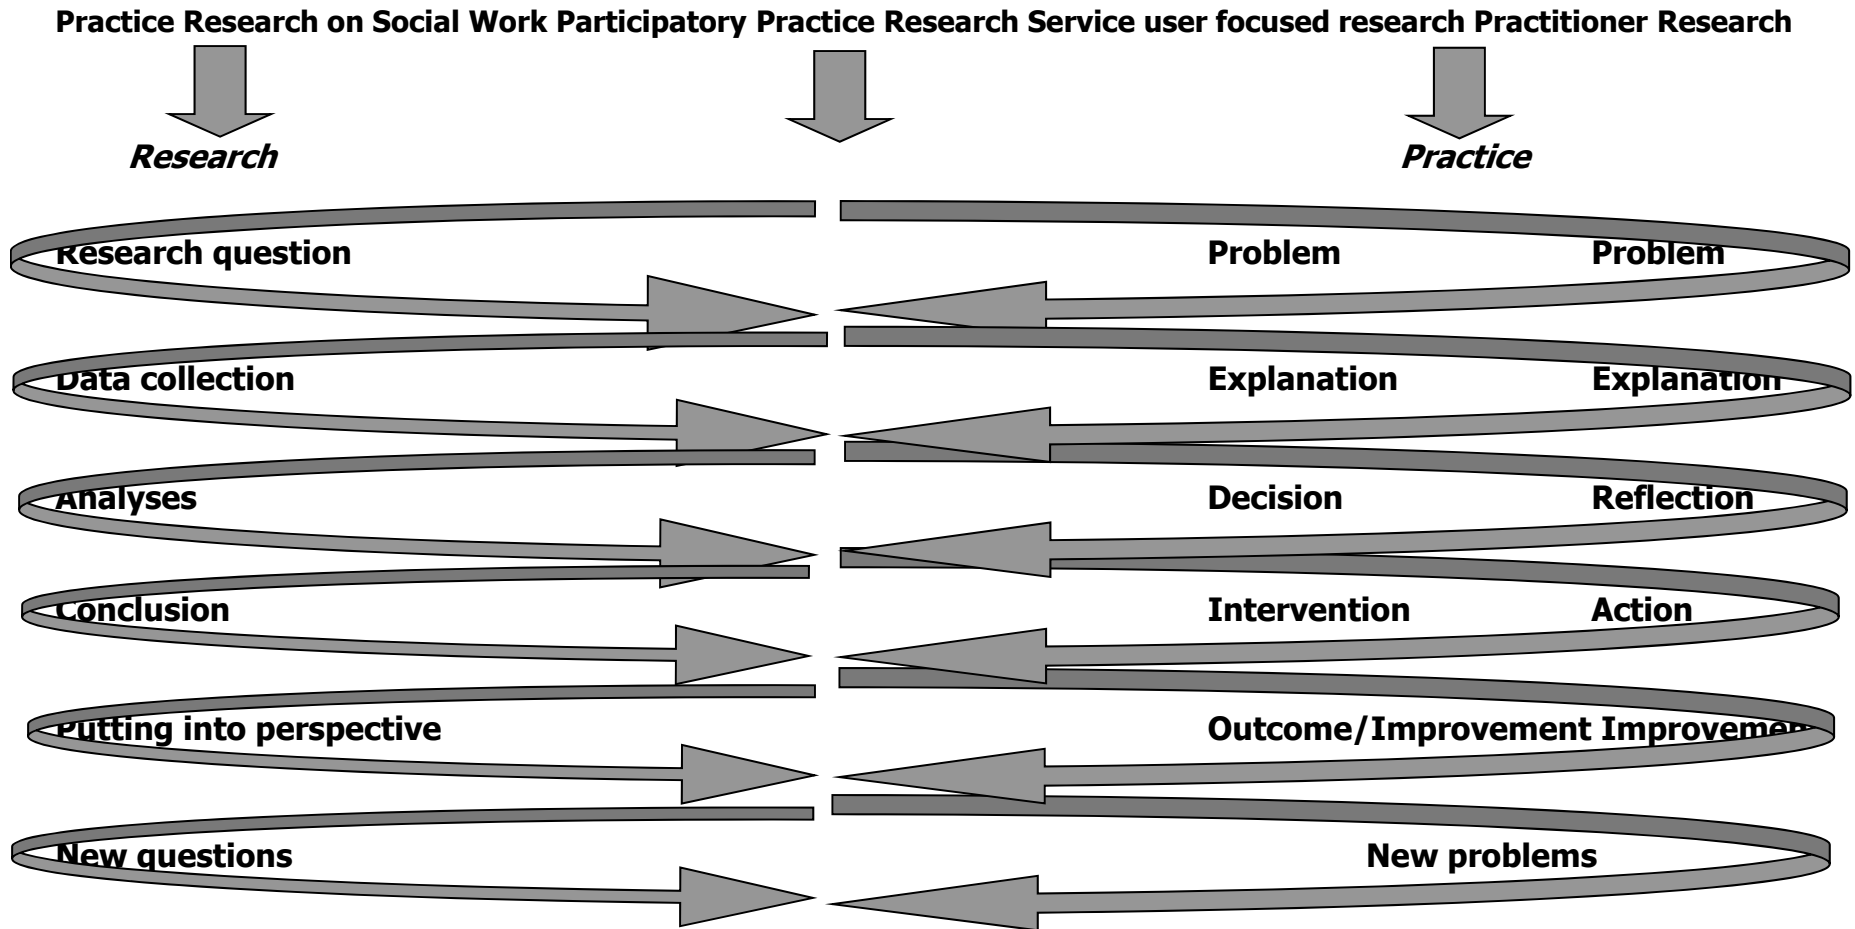 Practice Research on Social Work Participatory Practice Research Service user focused research Practitioner Research
Research Practice
Research question Problem Problem
Data collection Explanation Explanation
Analyses Decision Reflection
Conclusion Intervention Action
Putting into perspective Outcome/Improvement Improvemen
New questions New problems